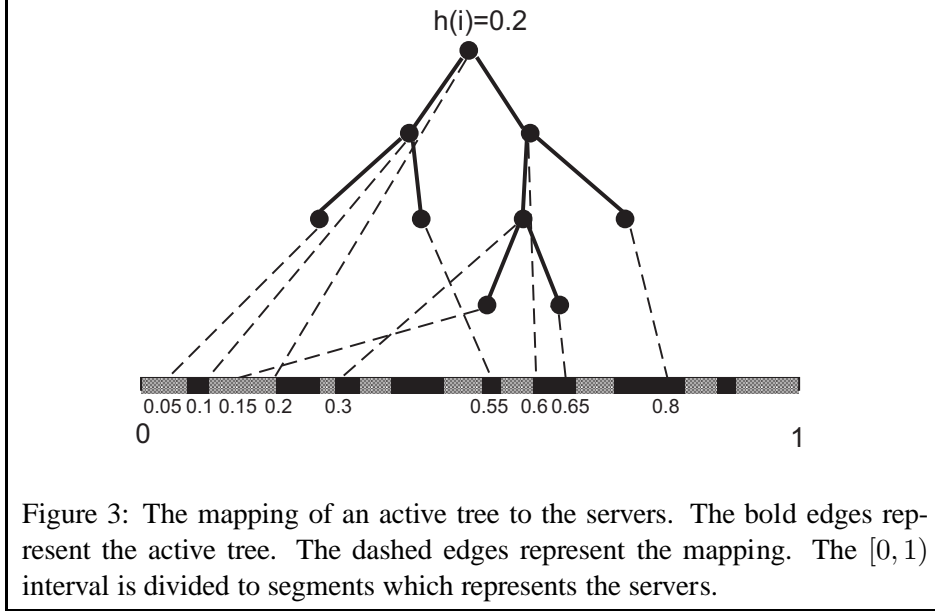 h(i)=0.2
0.05 0.1 0.15 0.2 0.3 0.55 0.6 0.65 0.8
0 1
Figure 3: The mapping of an active tree to the servers. The bold edges rep-
resent the active tree. The dashed edges represent the mapping. The [0, 1)
interval is divided to segments which represents the servers.